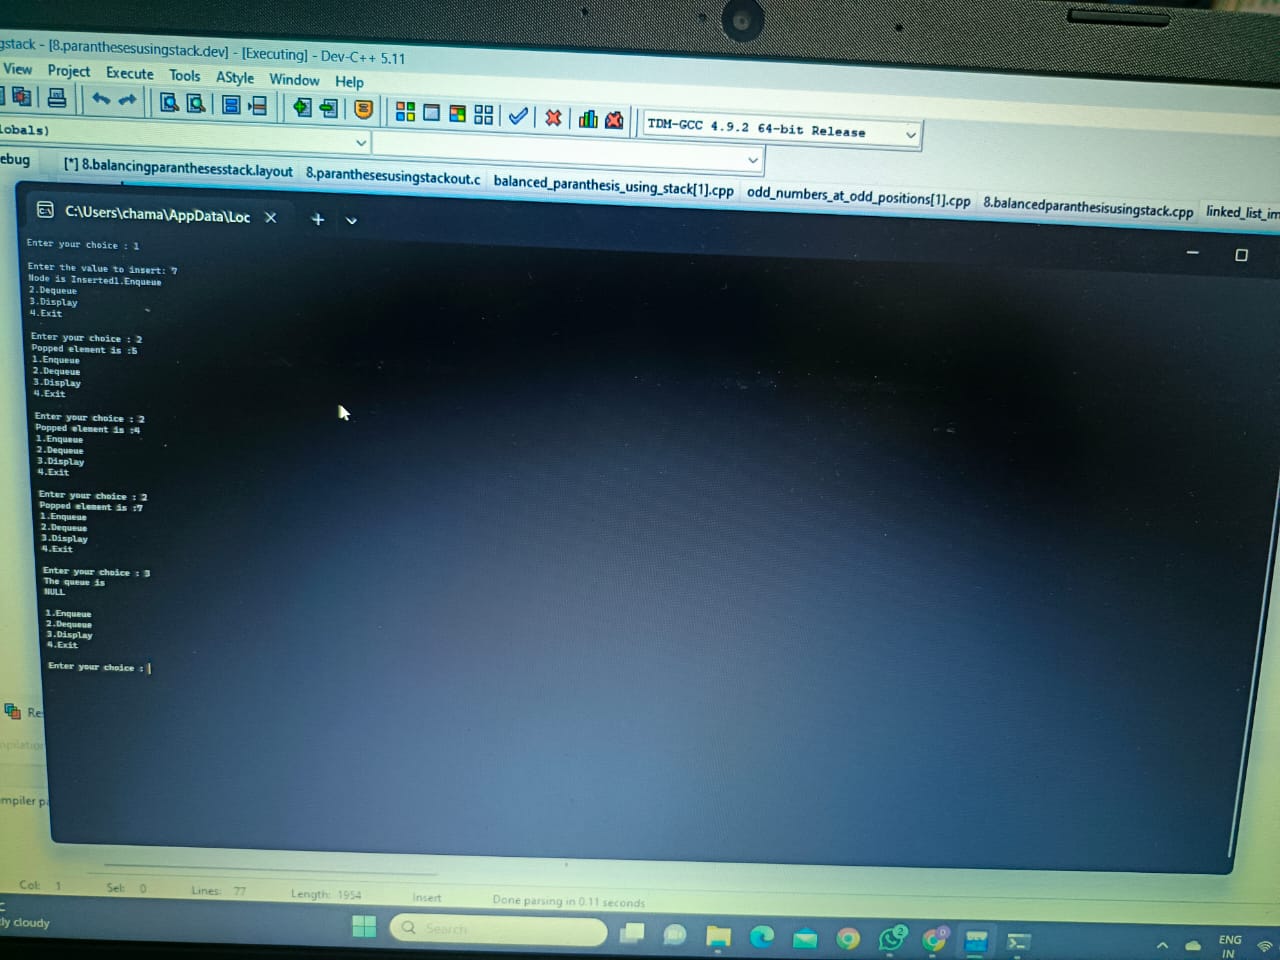 gstack - [8.paranthesesusingstack.dev] - [Executing] - Dev-C++ 5.11
View Project Execute Tools AStyle Window Help
TDM-GCC 4.9.2 64-bit Release
lobals)
ebug [*] 8.balancingparanthesesstack.layout 8.paranthesesusingstackout.c balanced_paranthesis_using_stack[1].cpp odd_numbers_at_odd_positions[1].cpp 8.balancedparanthesisusingstack.cpp linked_list_im
C:\Users\chama\AppData\Loc
Enter your choice : 1
Enter the value to insert: 7
Node is Inserted1.Enqueue
2.Dequeue
3.Display
4.Exit
Enter your choice : 2
Popped element is :5
1.Enqueue
2.Dequeue
3.Display
4.Exit
Enter your choice : 2
Popped element is :4
1.Enqueue
2.Dequeue
3.Display
4.Exit
Enter your choice : 2
Popped element is :7
1.Enqueue
2.Dequeue
3.Display
4.Exit
Enter your choice : 3
The queue is
NULL
1.Enqueue
2.Dequeue
3.Display
4.Exit
Enter your choice :
Re
mpilation
mpiler p
Col: 1 Sel: 0 Lines: 77 Length: 1954 Insert Done parsing in 0.11 seconds
ly cloudy
Search
2
DEV
ENG
IN